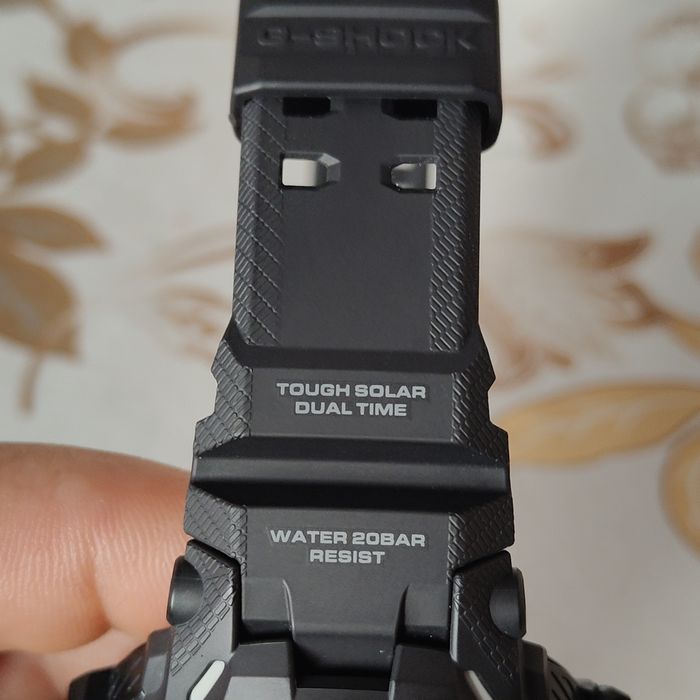 G-SHOCK
TOUGH SOLAR
DUAL TIME
WATER 20BAR
RESIST